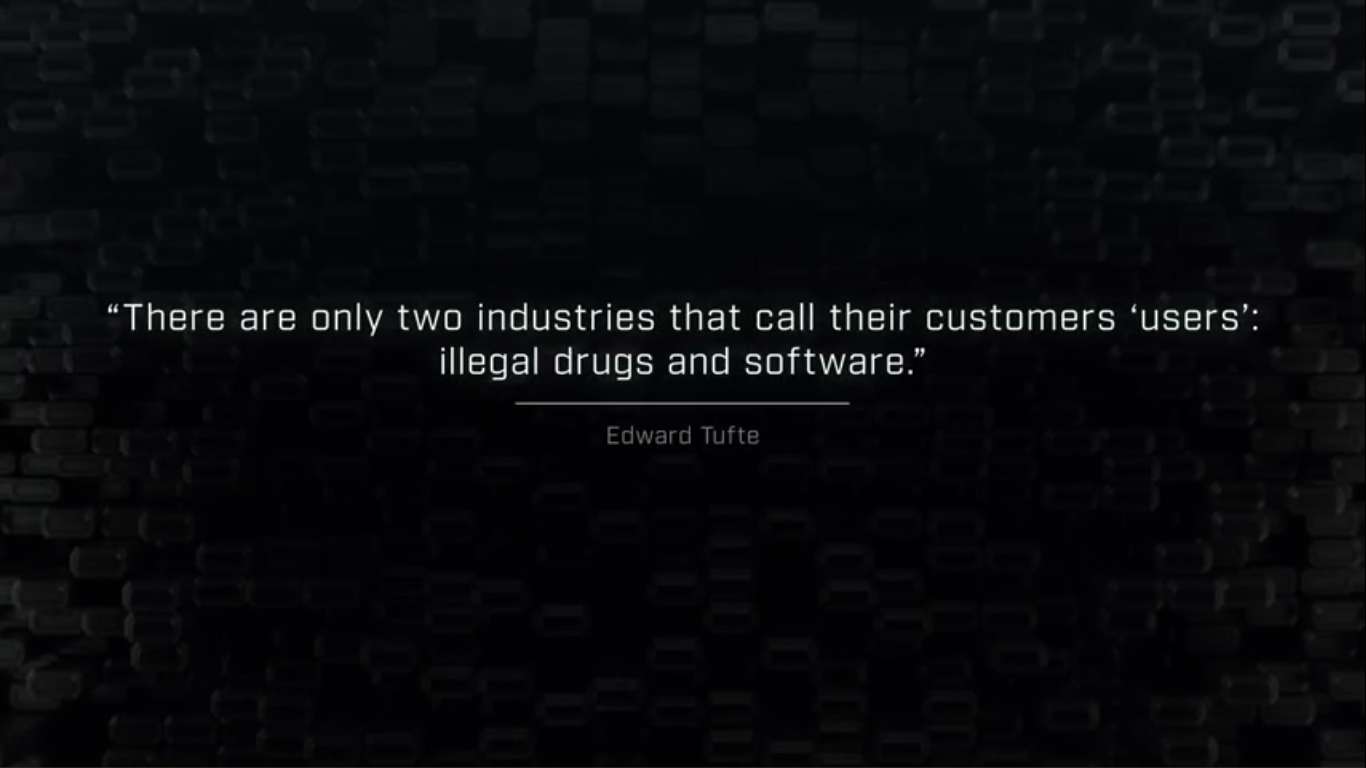 “There are only two industries that call their customers ‘users’:
illegal drugs and software.”
Edward Tufte